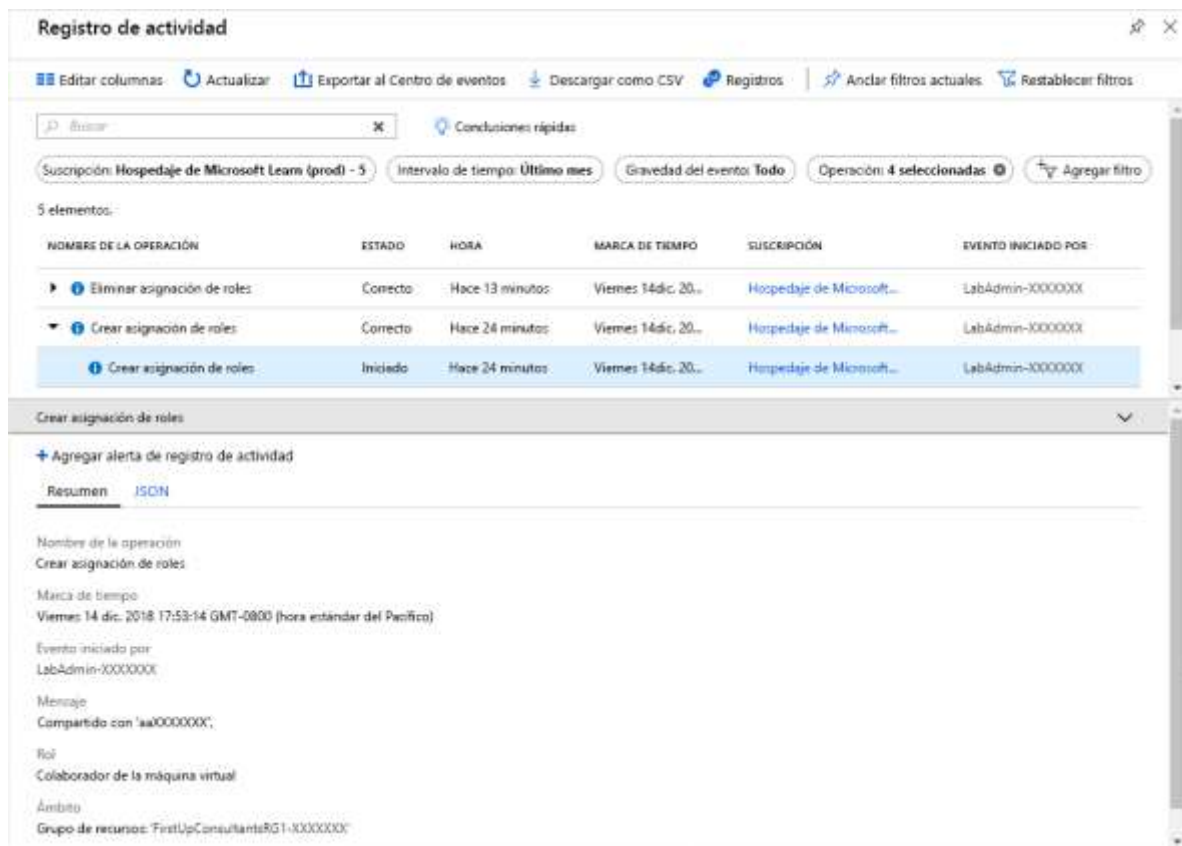 Registro de actividad
Editar columnas Actualizar Exportar al Centro de eventos Descargar como CSV Registros Anclar filtros actuales Restablecer filtros
Buscar Conclusiones rápidas
Suscripción: Hospedaje de Microsoft Learn (prod) - 5 Intervalo de tiempo: Último mes Gravedad del evento: Todo Operación: 4 seleccionadas Agregar filtro
5 elementos.
NOMBRE DE LA OPERACIÓN ESTADO HORA MARCA DE TIEMPO SUSCRIPCIÓN EVENTO INICIADO POR
Eliminar asignación de roles Correcto Hace 13 minutos Viernes 14dic. 20... Hospedaje de Microsoft... LabAdmin-XXXXXXX
Crear asignación de roles Correcto Hace 24 minutos Viernes 14dic. 20... Hospedaje de Microsoft... LabAdmin-XXXXXXX
Crear asignación de roles Iniciado Hace 24 minutos Viernes 14dic. 20... Hospedaje de Microsoft... LabAdmin-XXXXXXX
Crear asignación de roles
+ Agregar alerta de registro de actividad
Resumen JSON
Nombre de la operación
Crear asignación de roles
Marca de tiempo
Viernes 14 dic. 2018 17:53:14 GMT-0800 (hora estándar del Pacífico)
Evento iniciado por
LabAdmin-XXXXXXX
Mensaje
Compartido con 'aaXXXXXXX'.
Rol
Colaborador de la máquina virtual
Ámbito
Grupo de recursos: 'FirstUpConsultantsRG1-XXXXXXX'